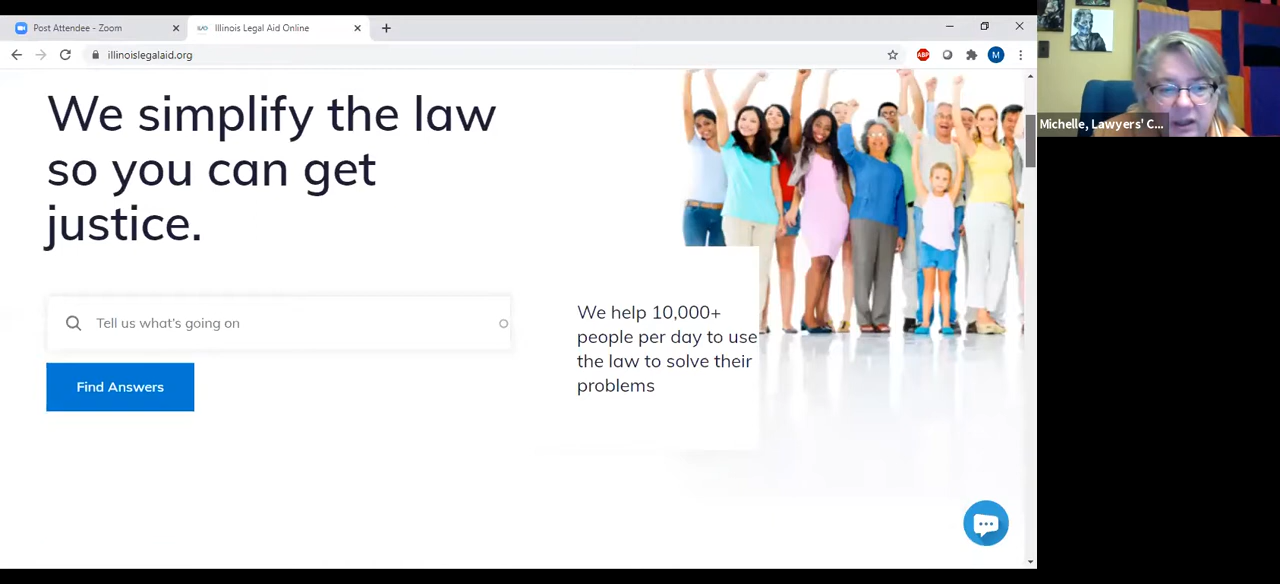 Post Attendee - Zoom
ILAO Illinois Legal Aid Online
illinoislegalaid.org
ABP
M
Michelle, Lawyers' C...
We simplify the law
so you can get
justice.
Tell us what's going on
Find Answers
We help 10,000+
people per day to use
the law to solve their
problems